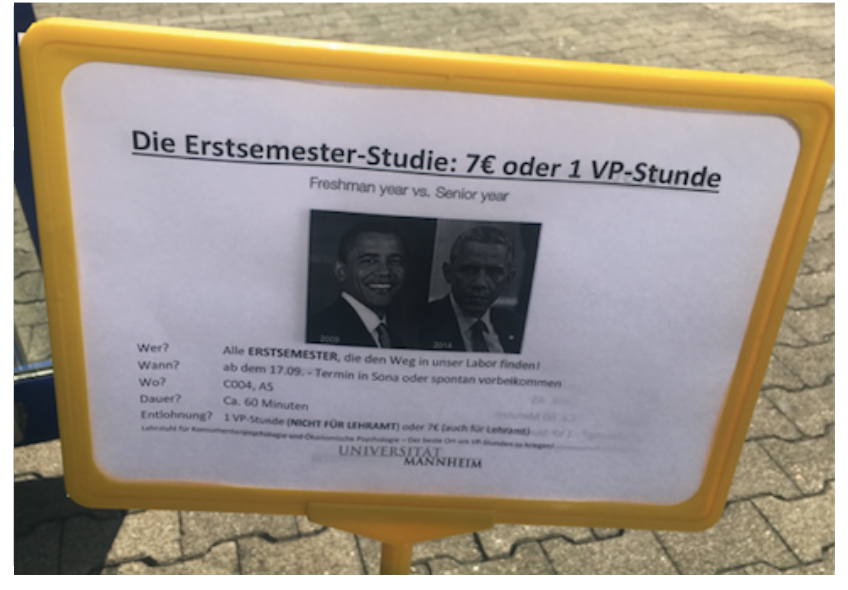 Die Erstsemester-Studie: 7€ oder 1 VP-Stunde
Freshman year vs. Senior year
2009 2014
Wer? Alle ERSTSEMESTER, die den Weg in unser Labor finden!
Wann? ab dem 17.09. - Termin in Sona oder spontan vorbeikommen
Wo? C004, A5
Dauer? Ca. 60 Minuten
Entlohnung? 1 VP-Stunde (NICHT FÜR LEHRAMT) oder 7€ (auch für Lehramt)
Lehrstuhl für Konsumentenpsychologie und Ökonomische Psychologie – Der beste Ort um VP-Stunden zu kriegen!
UNIVERSITÄT
MANNHEIM